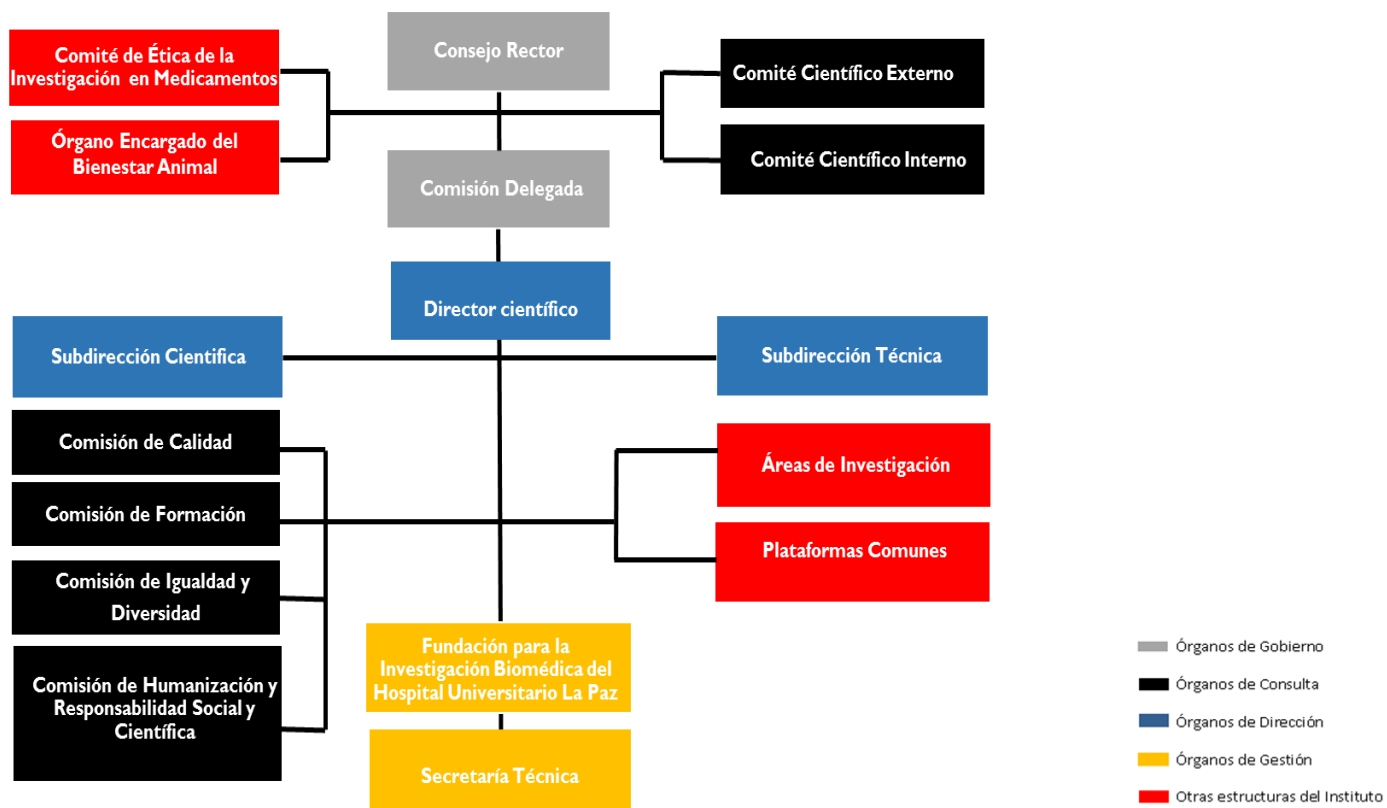 Comité de Ética de la
Investigación en Medicamentos
Consejo Rector
Comité Científico Externo
Órgano Encargado del
Bienestar Animal
Comité Científico Interno
Comisión Delegada
Director científico
Subdirección Cientifica
Subdirección Técnica
Comisión de Calidad
Áreas de Investigación
Comisión de Formación
Plataformas Comunes
Comisión de Igualdad y
Diversidad
Fundación para la
Investigación Biomédica del
Hospital Universitario La Paz
Comisión de Humanización y
Responsabilidad Social y
Científica
Secretaría Técnica
Órganos de Gobierno
Órganos de Consulta
Órganos de Dirección
Órganos de Gestión
Otras estructuras del Instituto